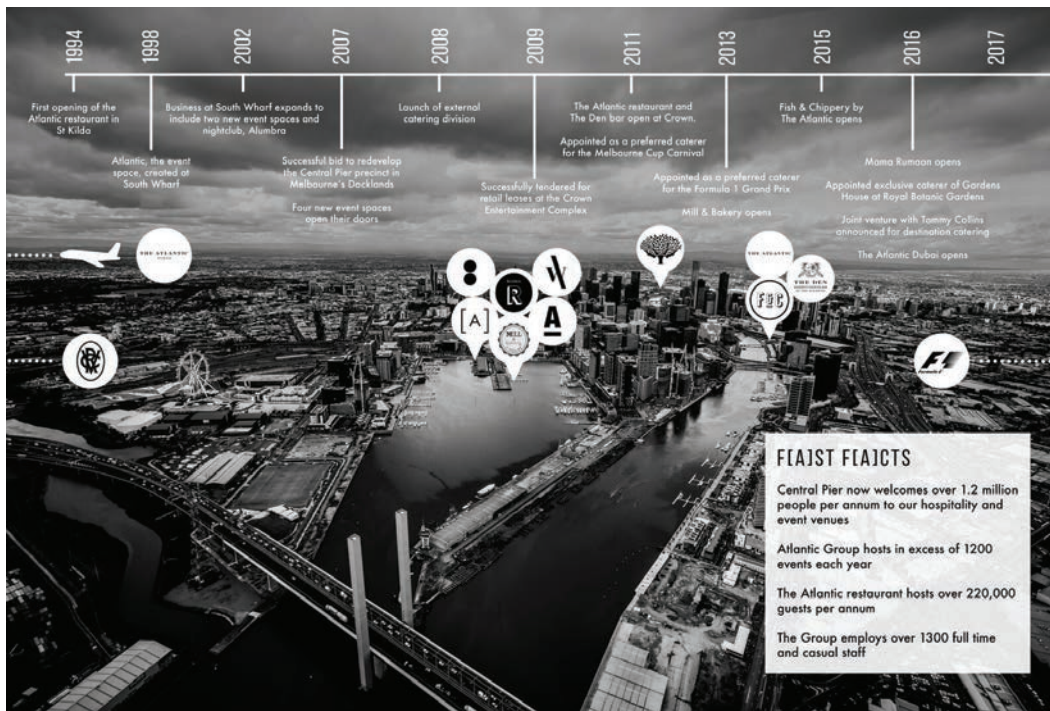 1994
1998
2002
2007
2008
2009
2011
2013
2015
2016
2017
First opening of the
Atlantic restaurant in
St Kilda
Atlantic, the event
space, created at
South Wharf
Business at South Wharf expands to
include two new event spaces and
nightclub, Alumbra
Successful bid to redevelop
the Central Pier precinct in
Melbourne's Docklands
Four new event spaces
open their doors
Launch of external
catering division
Successfully tendered for
retail leases at the Crown
Entertainment Complex
The Atlantic restaurant and
The Den bar open at Crown.
Appointed as a preferred caterer
for the Melbourne Cup Carnival
Appointed as a preferred caterer
for the Formula 1 Grand Prix
Mill & Bakery opens
Fish & Chippery by
The Atlantic opens
Mama Rumaan opens
Appointed exclusive caterer of Gardens
House at Royal Botanic Gardens
Joint venture with Tommy Collins
announced for destination catering
The Atlantic Dubai opens
THE ATLANTIC
THE ATLANTIC
THE DEN
R
[A]
A
MILL
F&C
VRC
F1
F[A]ST F[A]CTS
Central Pier now welcomes over 1.2 million
people per annum to our hospitality and
event venues
Atlantic Group hosts in excess of 1200
events each year
The Atlantic restaurant hosts over 220,000
guests per annum
The Group employs over 1300 full time
and casual staff